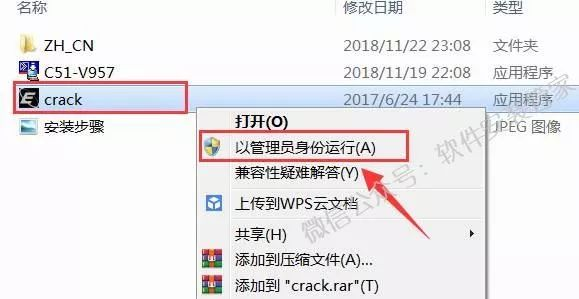 名称 修改日期 类型
ZH_CN 2018/11/22 23:08 文件夹
C51-V957 2018/11/19 22:08 应用程序
crack 2017/6/24 17:44 应用程序
安装步骤 JPEG 图像
打开(O)
以管理员身份运行(A)
兼容性疑难解答(Y)
上传到WPS云文档
共享(H)
添加到压缩文件(A)...
添加到 "crack.rar"(T)
微信公众号：软件安装管家